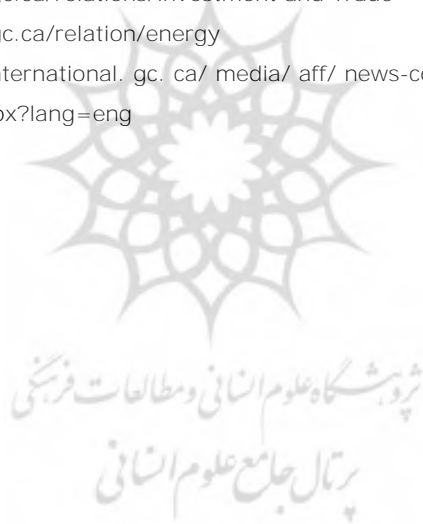 gc.ca/relation/energy
nternational. gc. ca/ media/ aff/ news-co
ox?lang=eng
پژوهشگاه علوم انسانی و مطالعات فرهنگی
پرتال جامع علوم انسانی